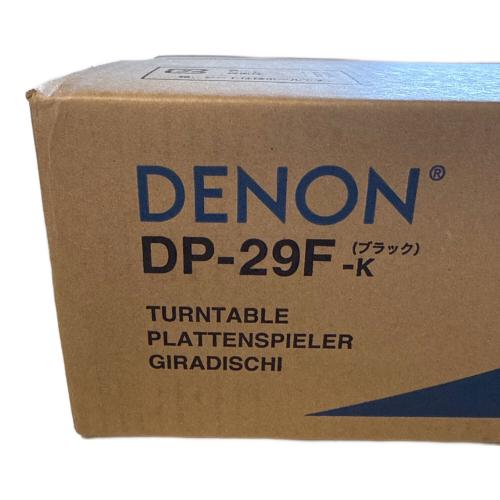 DENON®
DP-29F-K (ブラック)
TURNTABLE
PLATTENSPIELER
GIRADISCHI